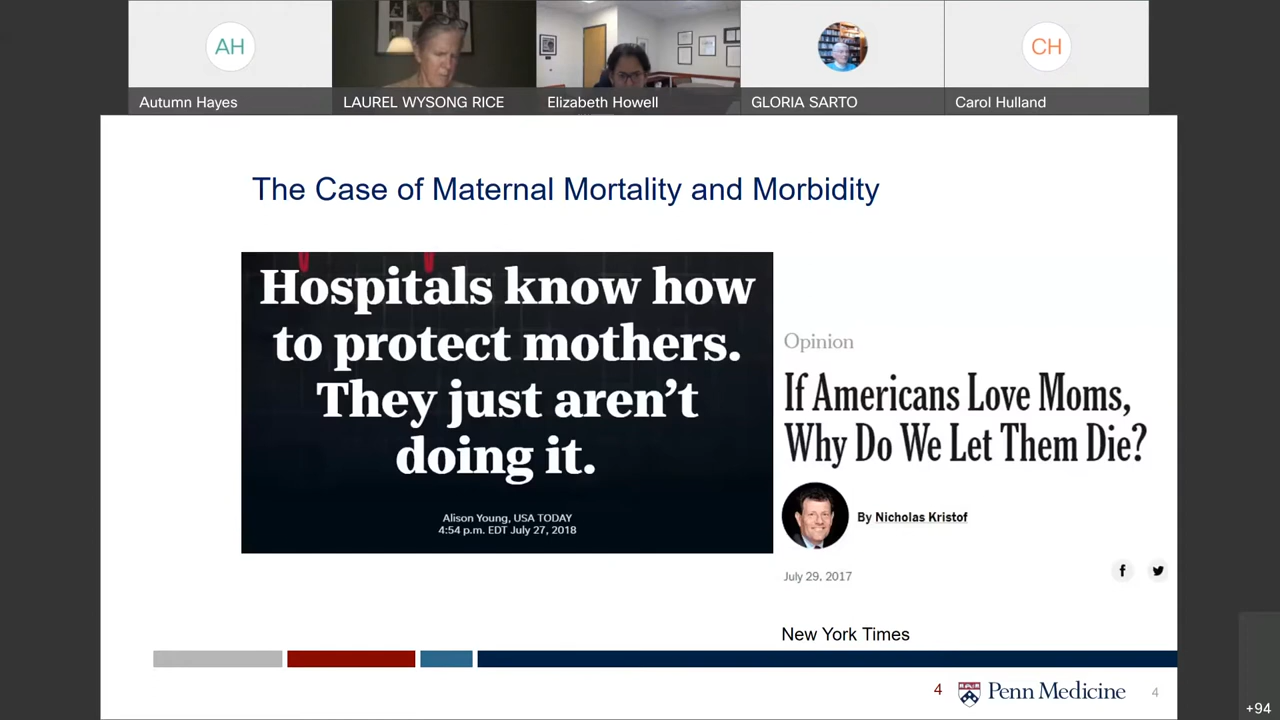 AH
CH
Autumn Hayes
LAUREL WYSONG RICE
Elizabeth Howell
GLORIA SARTO
Carol Hulland
The Case of Maternal Mortality and Morbidity
Hospitals know how
to protect mothers.
They just aren't
doing it.
Alison Young, USA TODAY
4:54 p.m. EDT July 27, 2018
Opinion
If Americans Love Moms,
Why Do We Let Them Die?
By Nicholas Kristof
July 29, 2017
New York Times
4
Penn Medicine
4
+94